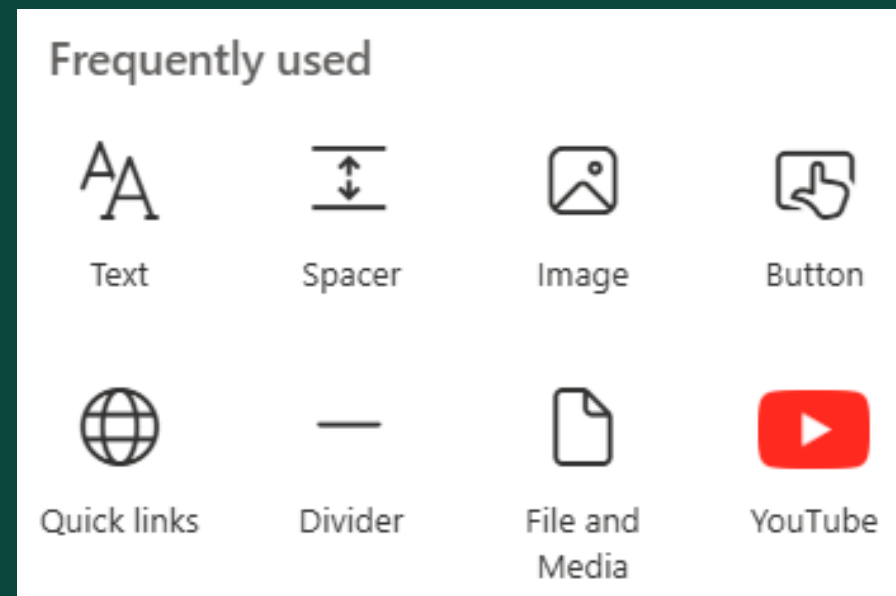 Frequently used
Text
Spacer
Image
Button
Quick links
Divider
File and
Media
YouTube